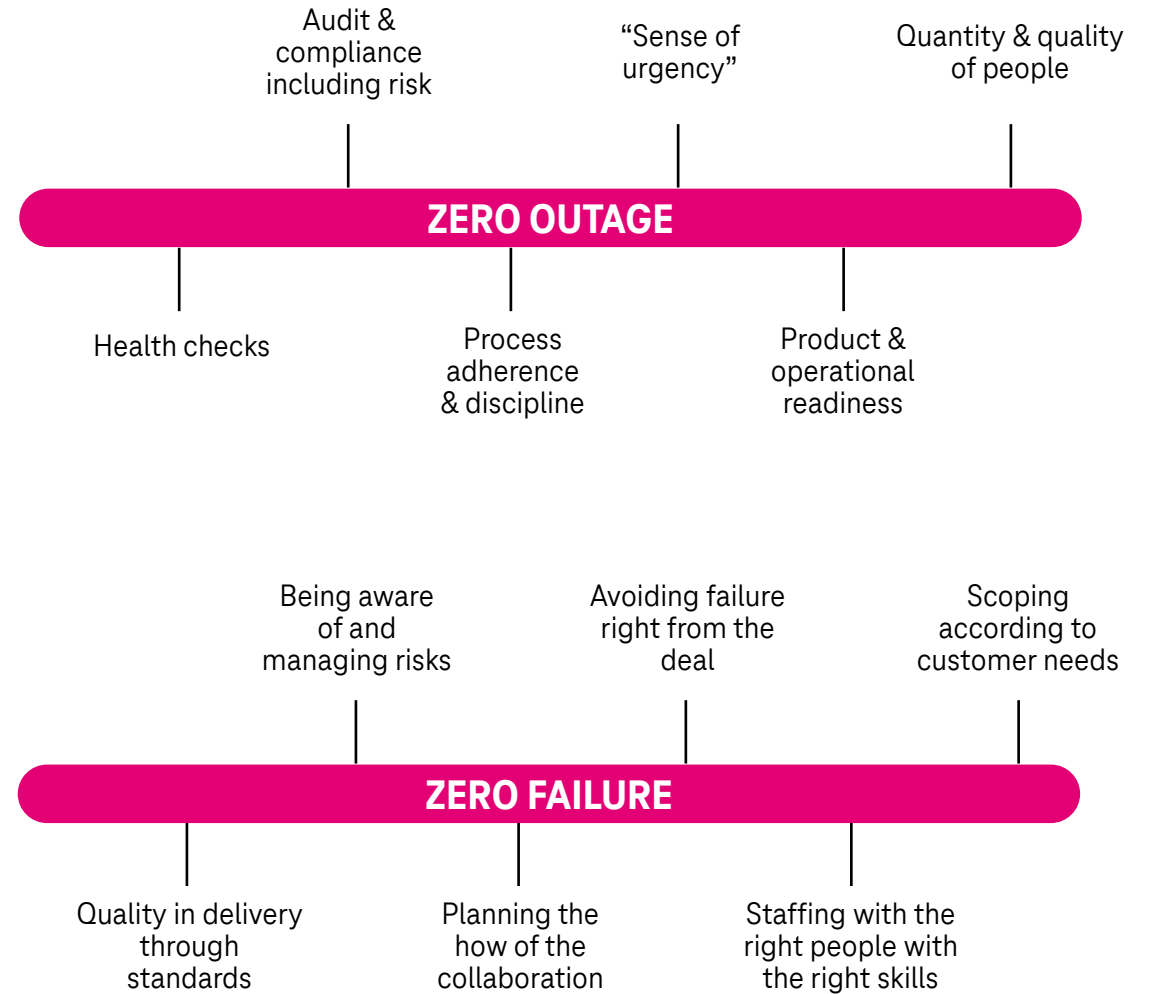 Audit &
compliance
including risk
“Sense of
urgency”
Quantity & quality
of people
ZERO OUTAGE
Health checks
Process
adherence
& discipline
Product &
operational
readiness
Being aware
of and
managing risks
Avoiding failure
right from the
deal
Scoping
according to
customer needs
ZERO FAILURE
Quality in delivery
through
standards
Planning the
how of the
collaboration
Staffing with the
right people with
the right skills